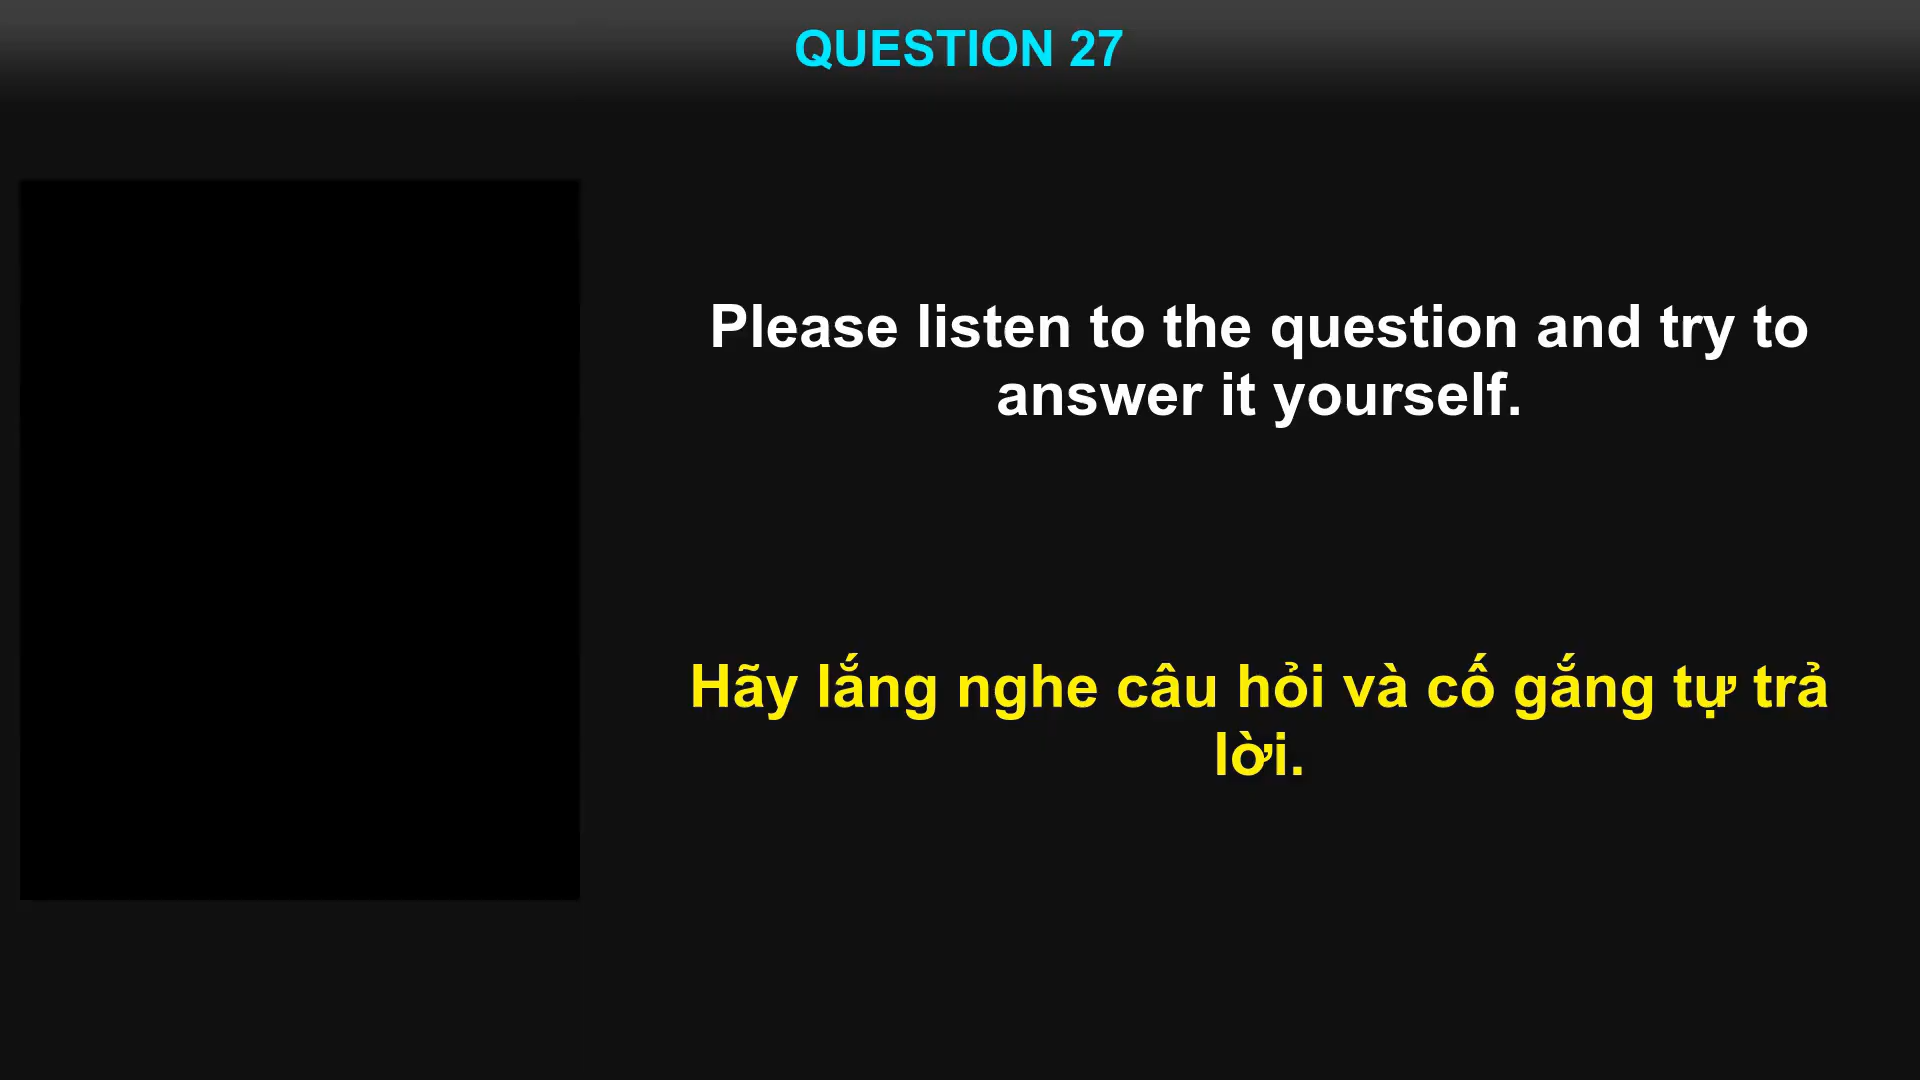 QUESTION 27
Please listen to the question and try to
answer it yourself.
Hãy lắng nghe câu hỏi và cố gắng tự trả
lời.